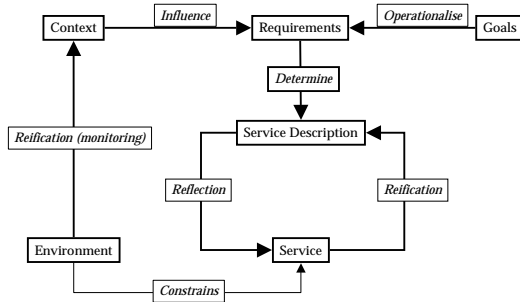 Context
Influence
Requirements
Operationalise
Goals
Determine
Reification (monitoring)
Service Description
Reflection
Reification
Environment
Service
Constrains